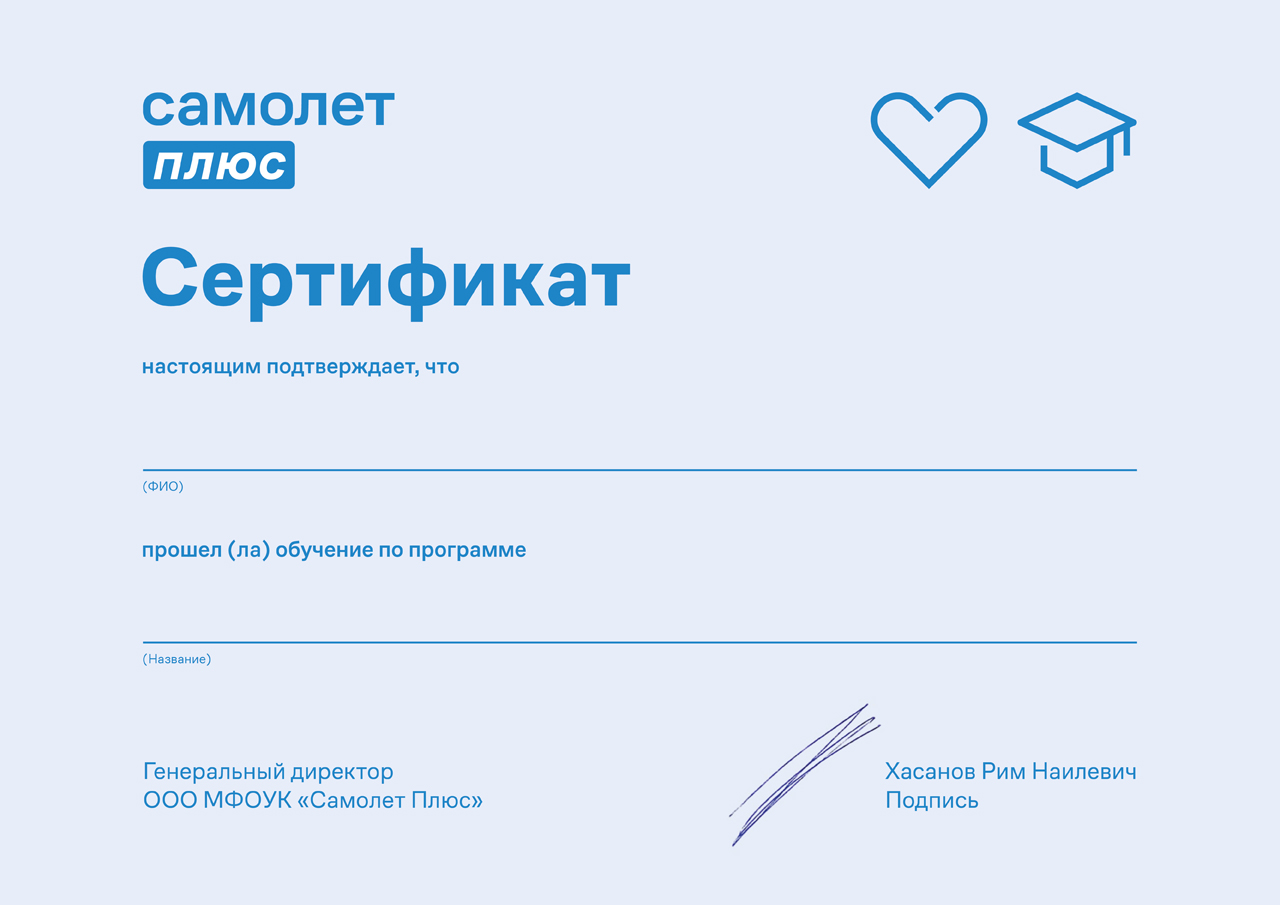 самолет
плюс
Сертификат
настоящим подтверждает, что
(ФИО)
прошел (ла) обучение по программе
(Название)
Генеральный директор
ООО МФОУК «Самолет Плюс»
Хасанов Рим Наилевич
Подпись